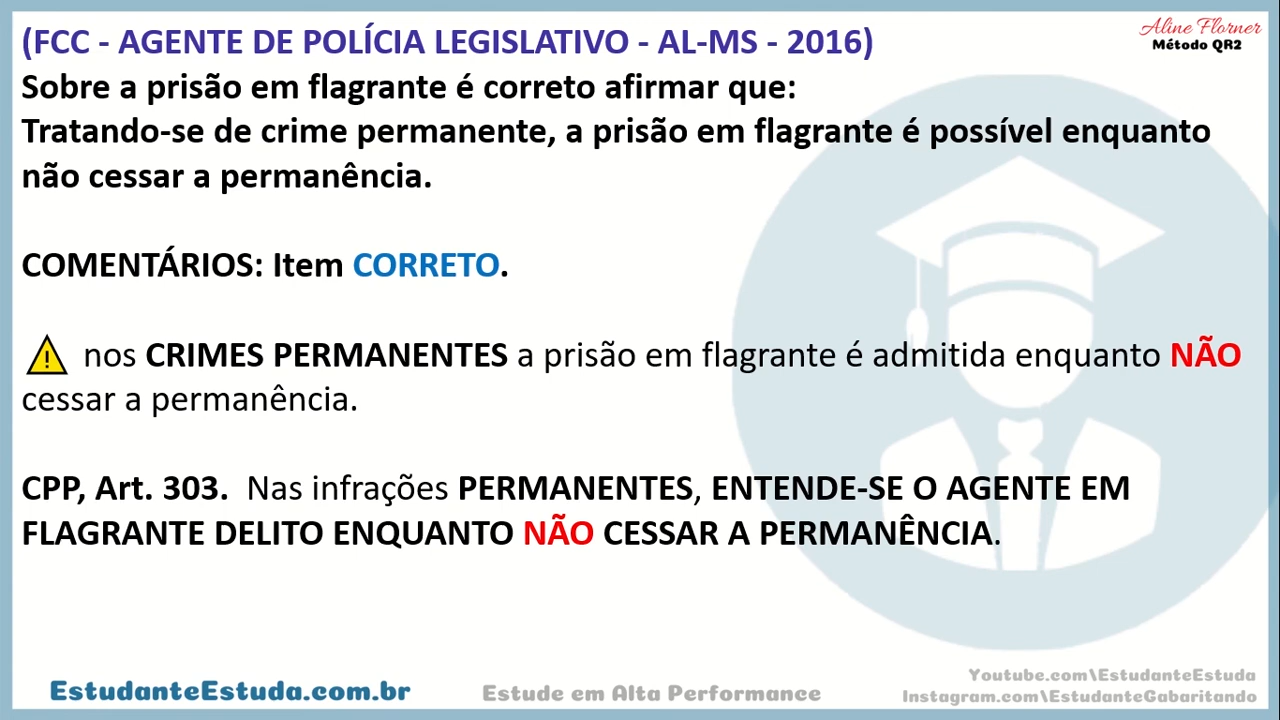 Aline Florner
(FCC - AGENTE DE POLÍCIA LEGISLATIVO - AL-MS - 2016)
Método QR2
Sobre a prisão em flagrante é correto afirmar que:
Tratando-se de crime permanente, a prisão em flagrante é possível enquanto
não cessar a permanência.
COMENTÁRIOS: Item CORRETO.
nos CRIMES PERMANENTES a prisão em flagrante é admitida enquanto NÃO
cessar a permanência.
CPP, Art. 303. Nas infrações PERMANENTES, ENTENDE-SE O AGENTE EM
FLAGRANTE DELITO ENQUANTO NÃO CESSAR A PERMANÊNCIA.
EstudanteEstuda.com.br
Estude em Alta Performance
Youtube.com\EstudanteEstuda
Instagram.com\EstudanteGabaritando